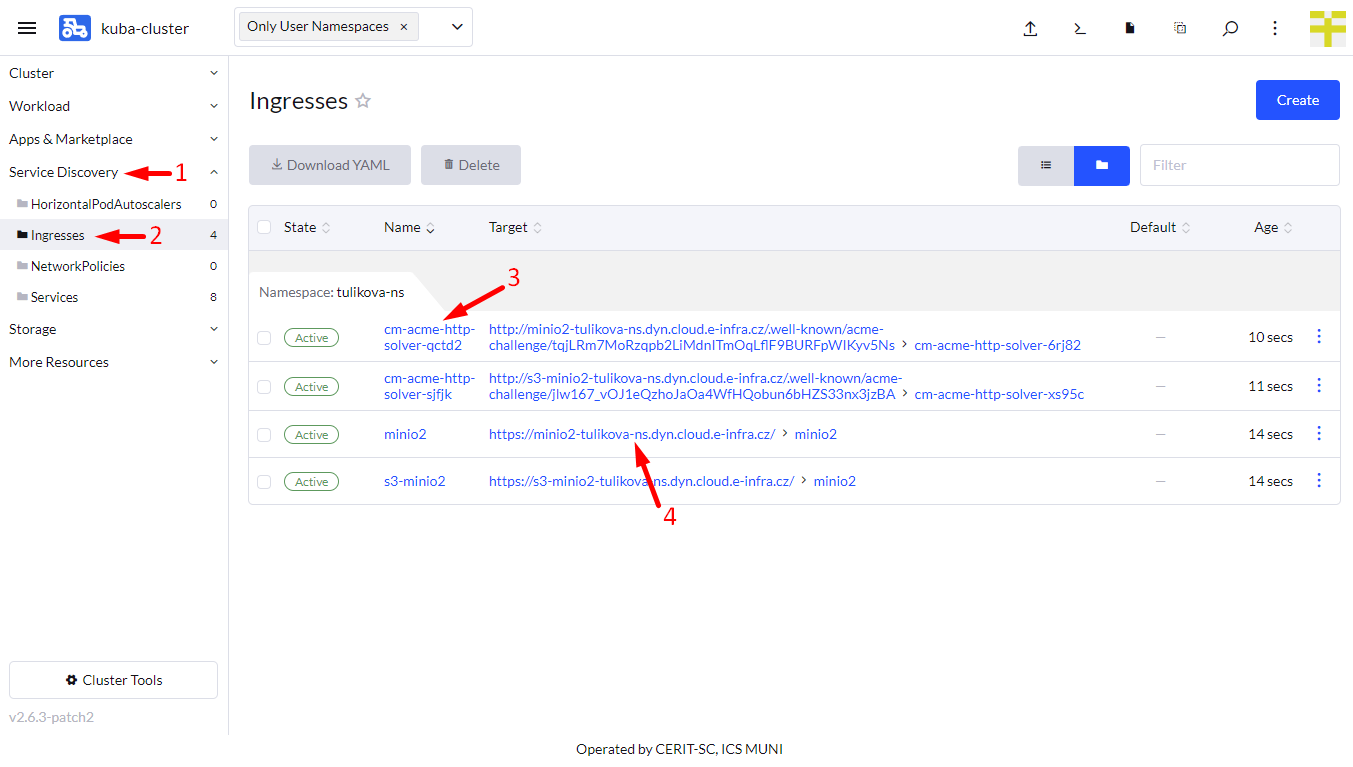 kuba-cluster
Only User Namespaces ×
Cluster
Workload
Apps & Marketplace
Service Discovery
1
HorizontalPodAutoscalers 0
Ingresses 4
2
NetworkPolicies 0
Services 8
Storage
More Resources
Cluster Tools
v2.6.3-patch2
Ingresses
Create
Download YAML
Delete
Filter
State Name Target Default Age
Namespace: tulikova-ns
3
Active cm-acme-http-solver-qctd2 http://minio2-tulikova-ns.dyn.cloud.e-infra.cz/.well-known/acme-
challenge/tqjLRm7MoRzqpb2LiMdnITmOqLflF9BURFpWIKyv5Ns > cm-acme-http-solver-6rj82 — 10 secs
Active cm-acme-http-solver-sjfjk http://s3-minio2-tulikova-ns.dyn.cloud.e-infra.cz/.well-known/acme-
challenge/jlw167_vOJ1eQzhoJaOa4WfHQobun6bHZS33nx3jzBA > cm-acme-http-solver-xs95c — 11 secs
Active minio2 https://minio2-tulikova-ns.dyn.cloud.e-infra.cz/ > minio2 — 14 secs
Active s3-minio2 https://s3-minio2-tulikova-ns.dyn.cloud.e-infra.cz/ > minio2 — 14 secs
4
Operated by CERIT-SC, ICS MUNI